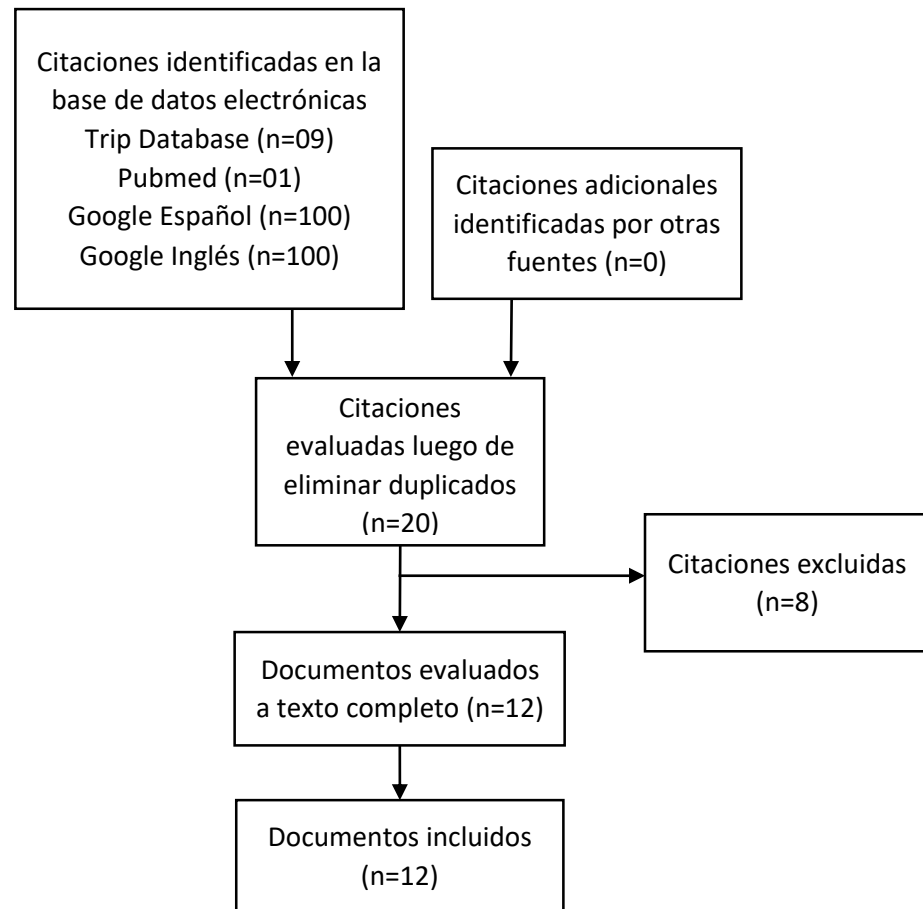 Citaciones identificadas en la
base de datos electrónicas
Trip Database (n=09)
Pubmed (n=01)
Google Español (n=100)
Google Inglés (n=100)
Citaciones adicionales
identificadas por otras
fuentes (n=0)
Citaciones
evaluadas luego de
eliminar duplicados
(n=20)
Citaciones excluidas
(n=8)
Documentos evaluados
a texto completo (n=12)
Documentos incluidos
(n=12)